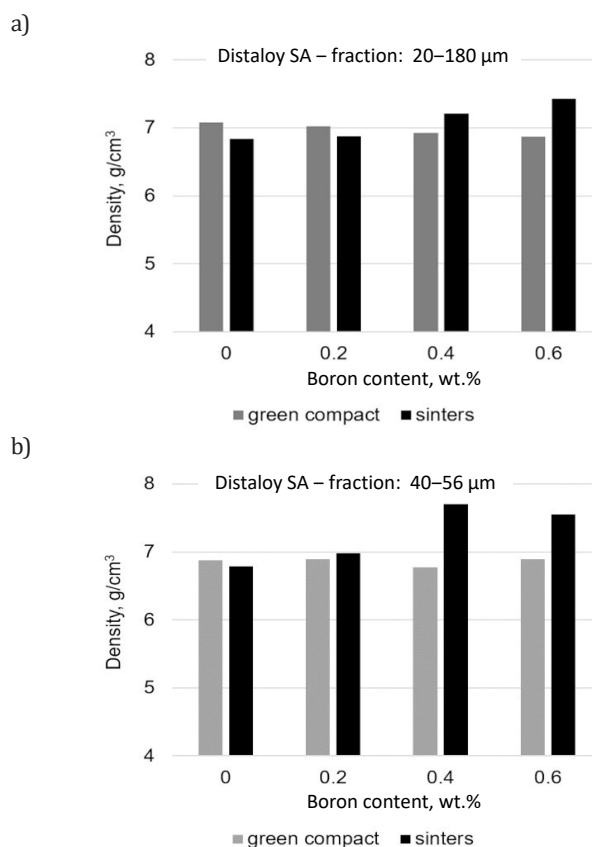 a)
Distaloy SA – fraction: 20–180 µm
8
7
6
5
4
Density, g/cm³
0 0.2 0.4 0.6
Boron content, wt.%
green compact sinters
b)
Distaloy SA – fraction: 40–56 µm
8
7
6
5
4
Density, g/cm³
0 0.2 0.4 0.6
Boron content, wt.%
green compact sinters